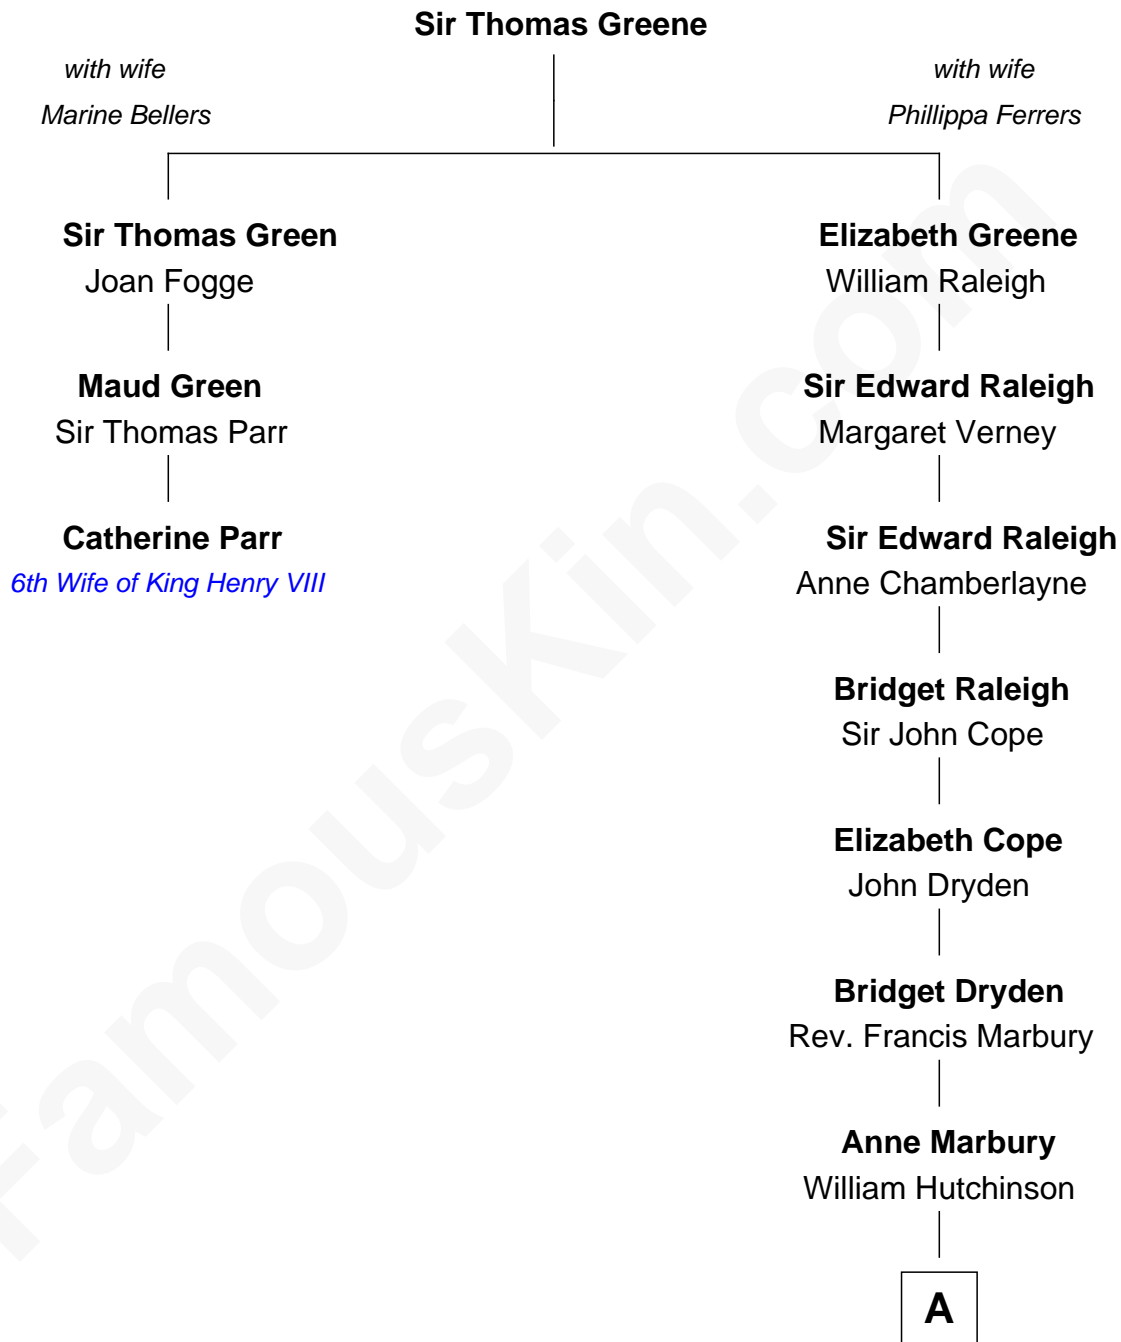 Sir Thomas Greene
with wife
Marine Bellers
with wife
Phillippa Ferrers
Sir Thomas Green
Joan Fogge
Elizabeth Greene
William Raleigh
Maud Green
Sir Thomas Parr
Sir Edward Raleigh
Margaret Verney
Catherine Parr
6th Wife of King Henry VIII
Sir Edward Raleigh
Anne Chamberlayne
Bridget Raleigh
Sir John Cope
Elizabeth Cope
John Dryden
Bridget Dryden
Rev. Francis Marbury
Anne Marbury
William Hutchinson
A
FamousKin.com